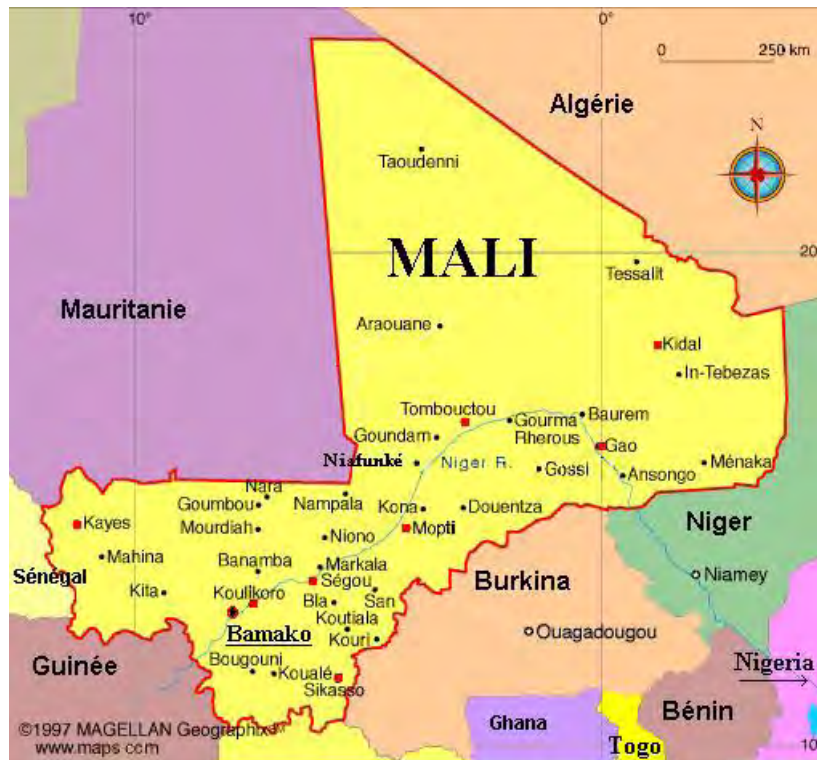 10°
0°
0 250 km
Algérie
N
Taoudenni
MALI
20
Tessalit
Mauritanie
Araouane
Kidal
In-Tebezas
Tombouctou
Baurem
Gourma
Rherous
Goundam
Gao
Niafunké
Niger R.
Gossi
Ménaka
Ansongo
Nara
Nampala
Goumbou
Kona
Douentza
Kayes
Mourdiah
Niono
Mopti
Niger
Mahina
Banamba
Markala
Sénégal
Ségou
Burkina
Niamey
Kita
Koulikoro
Bla
San
Koutiala
Bamako
Kouri
Ouagadougou
Guinée
Bougouni
Koualé
Sikasso
Nigeria
Bénin
Ghana
Togo
©1997 MAGELLAN Geographix℠
www.maps com
10